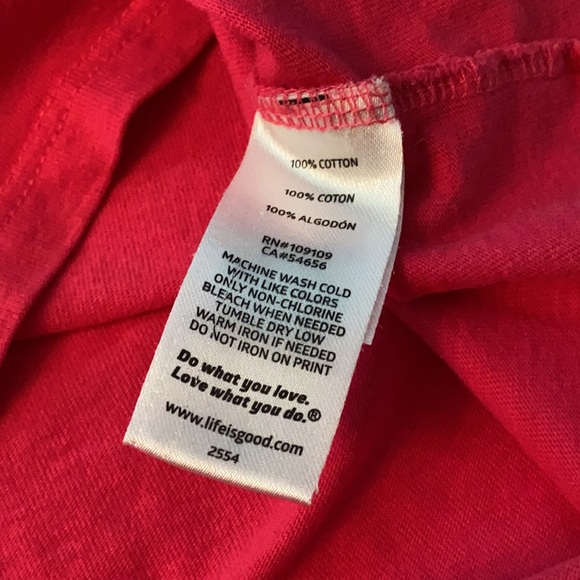 100% COTTON
100% COTON
100% ALGODÓN
RN#109109
CA#54656
MACHINE WASH COLD
WITH LIKE COLORS
ONLY NON-CHLORINE
BLEACH WHEN NEEDED
TUMBLE DRY LOW
WARM IRON IF NEEDED
DO NOT IRON ON PRINT
Do what you love.
Love what you do.®
www.lifeisgood.com
2554